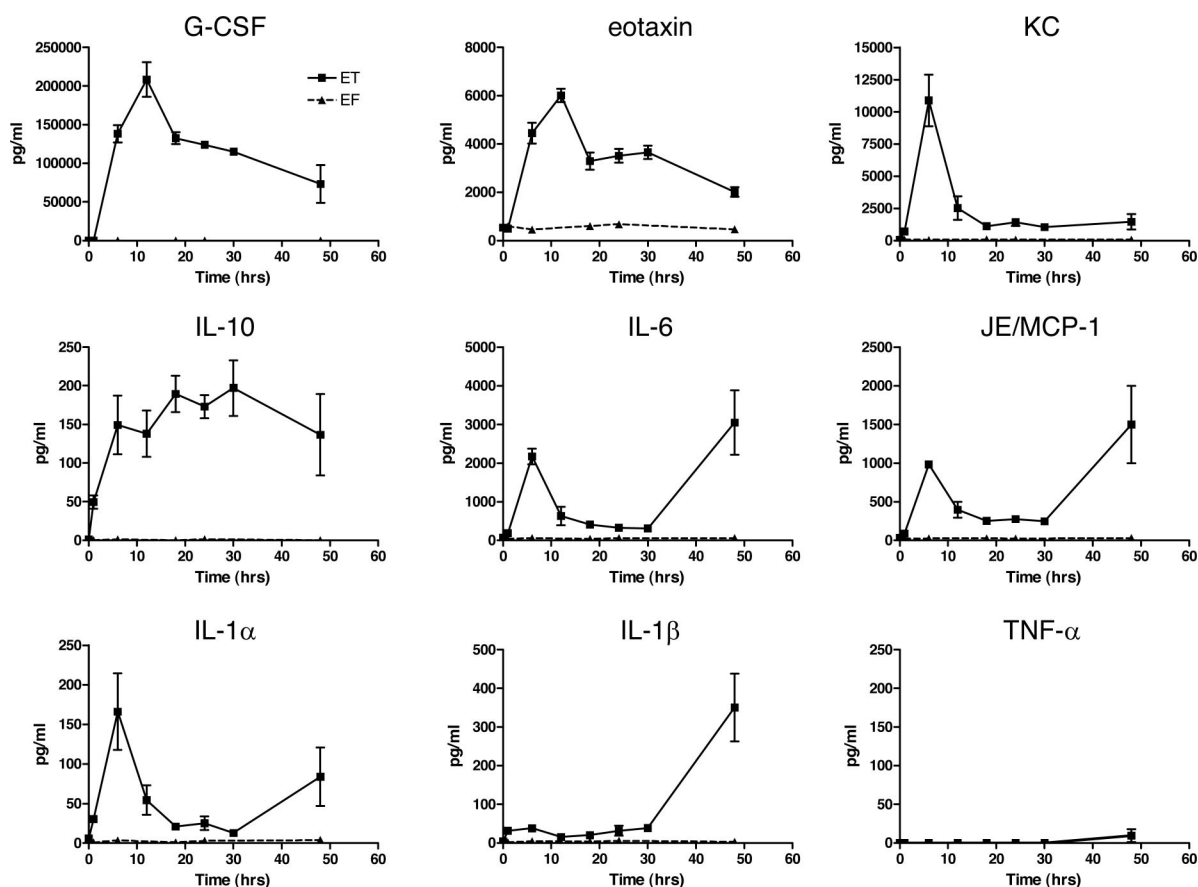 G-CSF
250000
200000
150000
100000
50000
0
pg/ml
0 10 20 30 40 50 60
Time (hrs)
ET
EF
eotaxin
8000
6000
4000
2000
0
pg/ml
0 10 20 30 40 50 60
Time (hrs)
KC
15000
12500
10000
7500
5000
2500
0
pg/ml
0 10 20 30 40 50 60
Time (hrs)
IL-10
250
200
150
100
50
0
pg/ml
0 10 20 30 40 50 60
Time (hrs)
IL-6
5000
4000
3000
2000
1000
0
pg/ml
0 10 20 30 40 50 60
Time (hrs)
JE/MCP-1
2500
2000
1500
1000
500
0
pg/ml
0 10 20 30 40 50 60
Time (hrs)
IL-1α
250
200
150
100
50
0
pg/ml
0 10 20 30 40 50 60
Time (hrs)
IL-1β
500
400
300
200
100
0
pg/ml
0 10 20 30 40 50 60
Time (hrs)
TNF-α
250
200
150
100
50
0
pg/ml
0 10 20 30 40 50 60
Time (hrs)